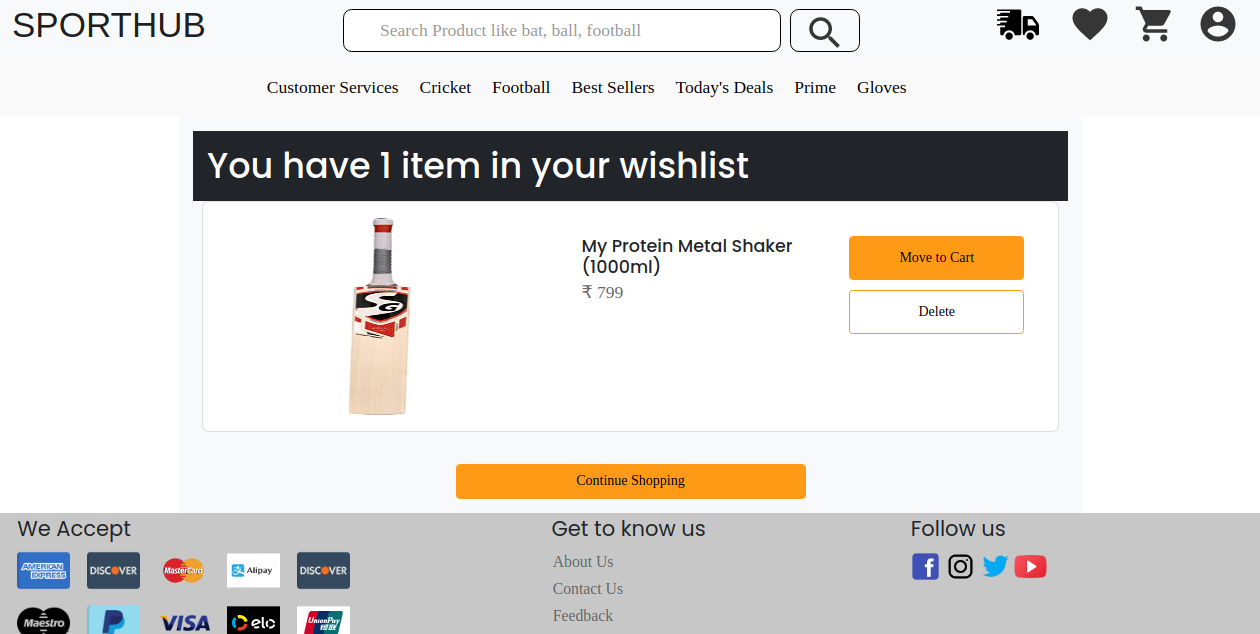 SPORTHUB
Search Product like bat, ball, football
Customer Services Cricket Football Best Sellers Today's Deals Prime Gloves
You have 1 item in your wishlist
SG
My Protein Metal Shaker
(1000ml)
₹ 799
Move to Cart
Delete
Continue Shopping
We Accept
AMERICAN
EXPRESS
DISCOVER
MasterCard
Alipay
DISCOVER
Maestro
P
VISA
elo
UnionPay
银联
Get to know us
About Us
Contact Us
Feedback
Follow us
f